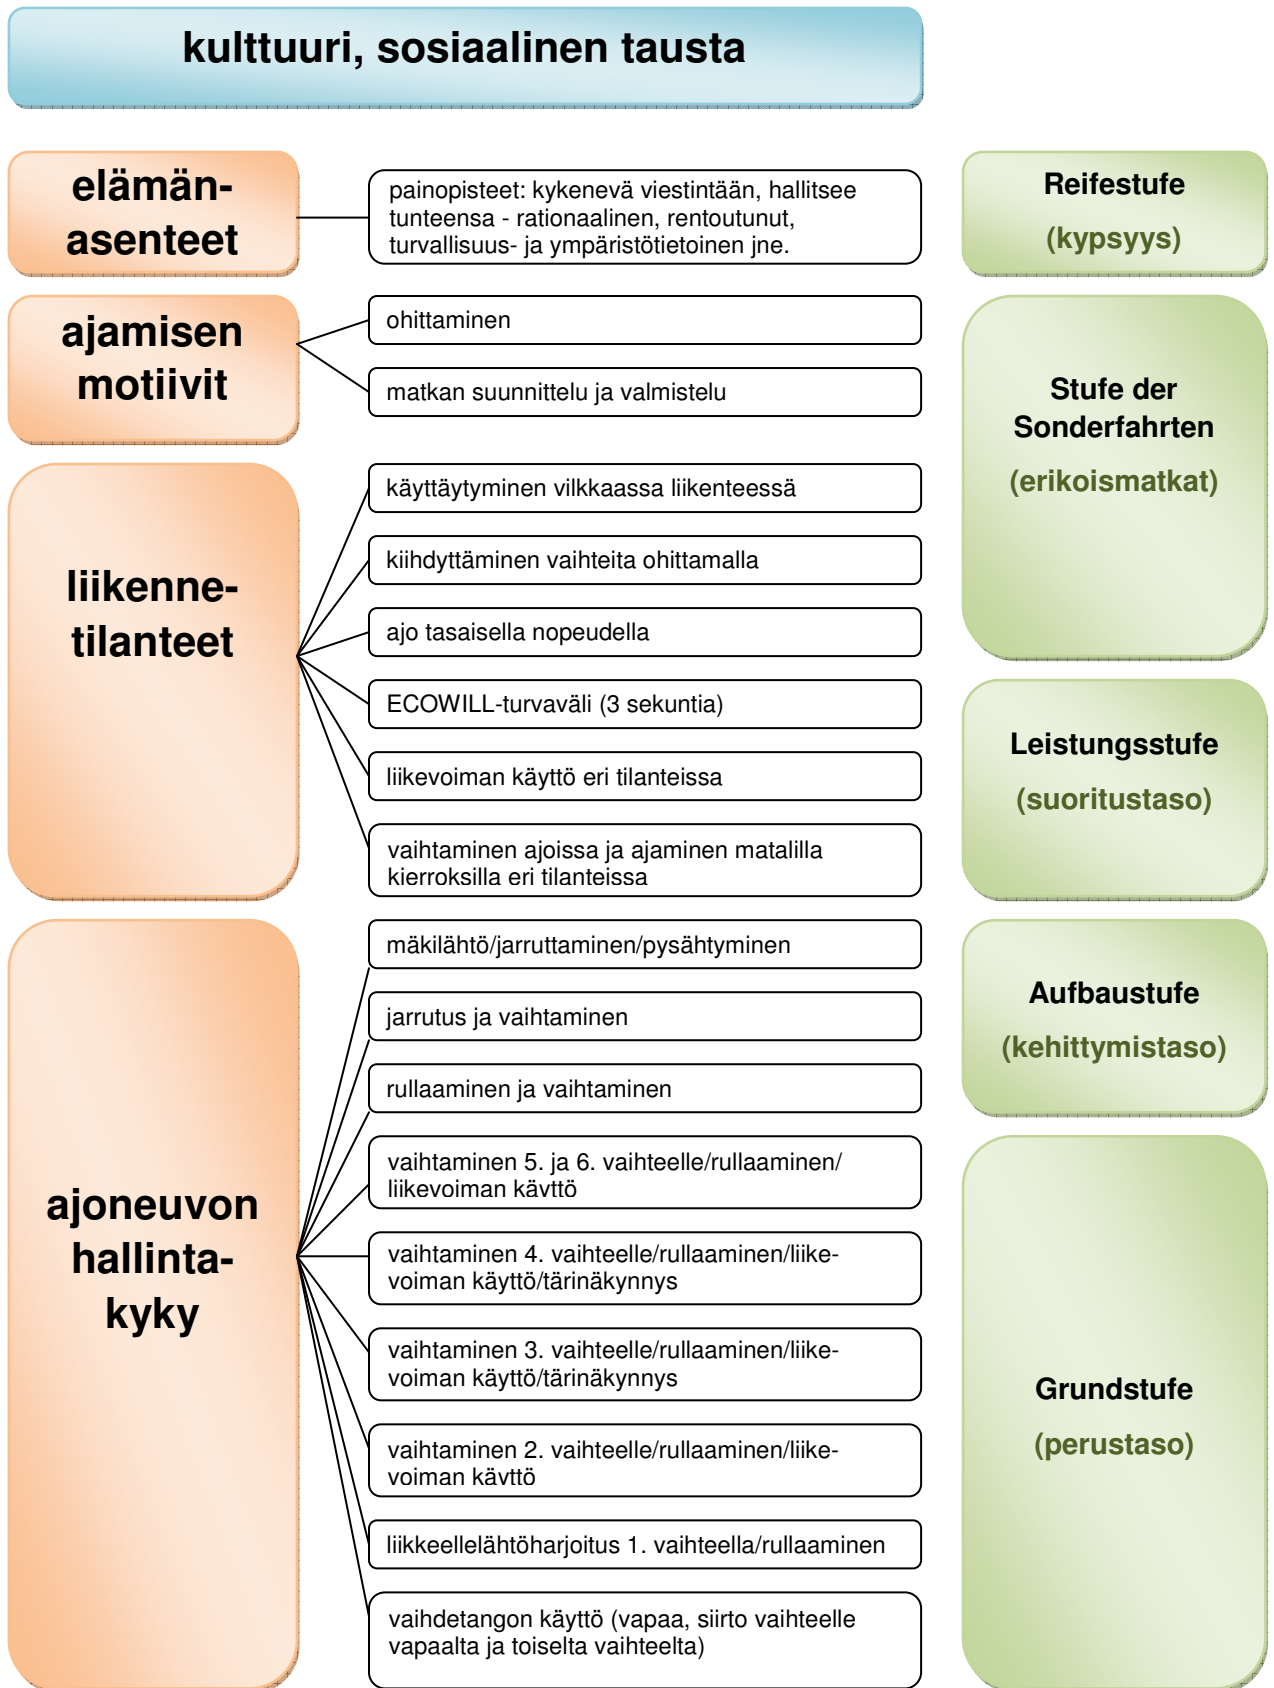 kulttuuri, sosiaalinen tausta
elämän-
asenteet
painopisteet: kykenevä viestintään, hallitsee
tunteensa - rationaalinen, rentoutunut,
turvallisuus- ja ympäristötietoinen jne.
Reifestufe
(kypsyys)
ajamisen
motiivit
ohittaminen
matkan suunnittelu ja valmistelu
Stufe der
Sonderfahrten
(erikoismatkat)
liikenne-
tilanteet
käyttäytyminen vilkkaassa liikenteessä
kiihdyttäminen vaihteita ohittamalla
ajo tasaisella nopeudella
ECOWILL-turvaväli (3 sekuntia)
liikevoiman käyttö eri tilanteissa
vaihtaminen ajoissa ja ajaminen matalilla
kierroksilla eri tilanteissa
Leistungsstufe
(suoritustaso)
ajoneuvon
hallinta-
kyky
mäkilähtö/jarruttaminen/pysähtyminen
jarrutus ja vaihtaminen
rullaaminen ja vaihtaminen
vaihtaminen 5. ja 6. vaihteelle/rullaaminen/
liikevoiman käyttö
vaihtaminen 4. vaihteelle/rullaaminen/liike-
voiman käyttö/tärinäkynnys
vaihtaminen 3. vaihteelle/rullaaminen/liike-
voiman käyttö/tärinäkynnys
vaihtaminen 2. vaihteelle/rullaaminen/liike-
voiman käyttö
liikkeellelähtöharjoitus 1. vaihteella/rullaaminen
vaihdetangon käyttö (vapaa, siirto vaihteelle
vapaalta ja toiselta vaihteelta)
Aufbaustufe
(kehittymistaso)
Grundstufe
(perustaso)